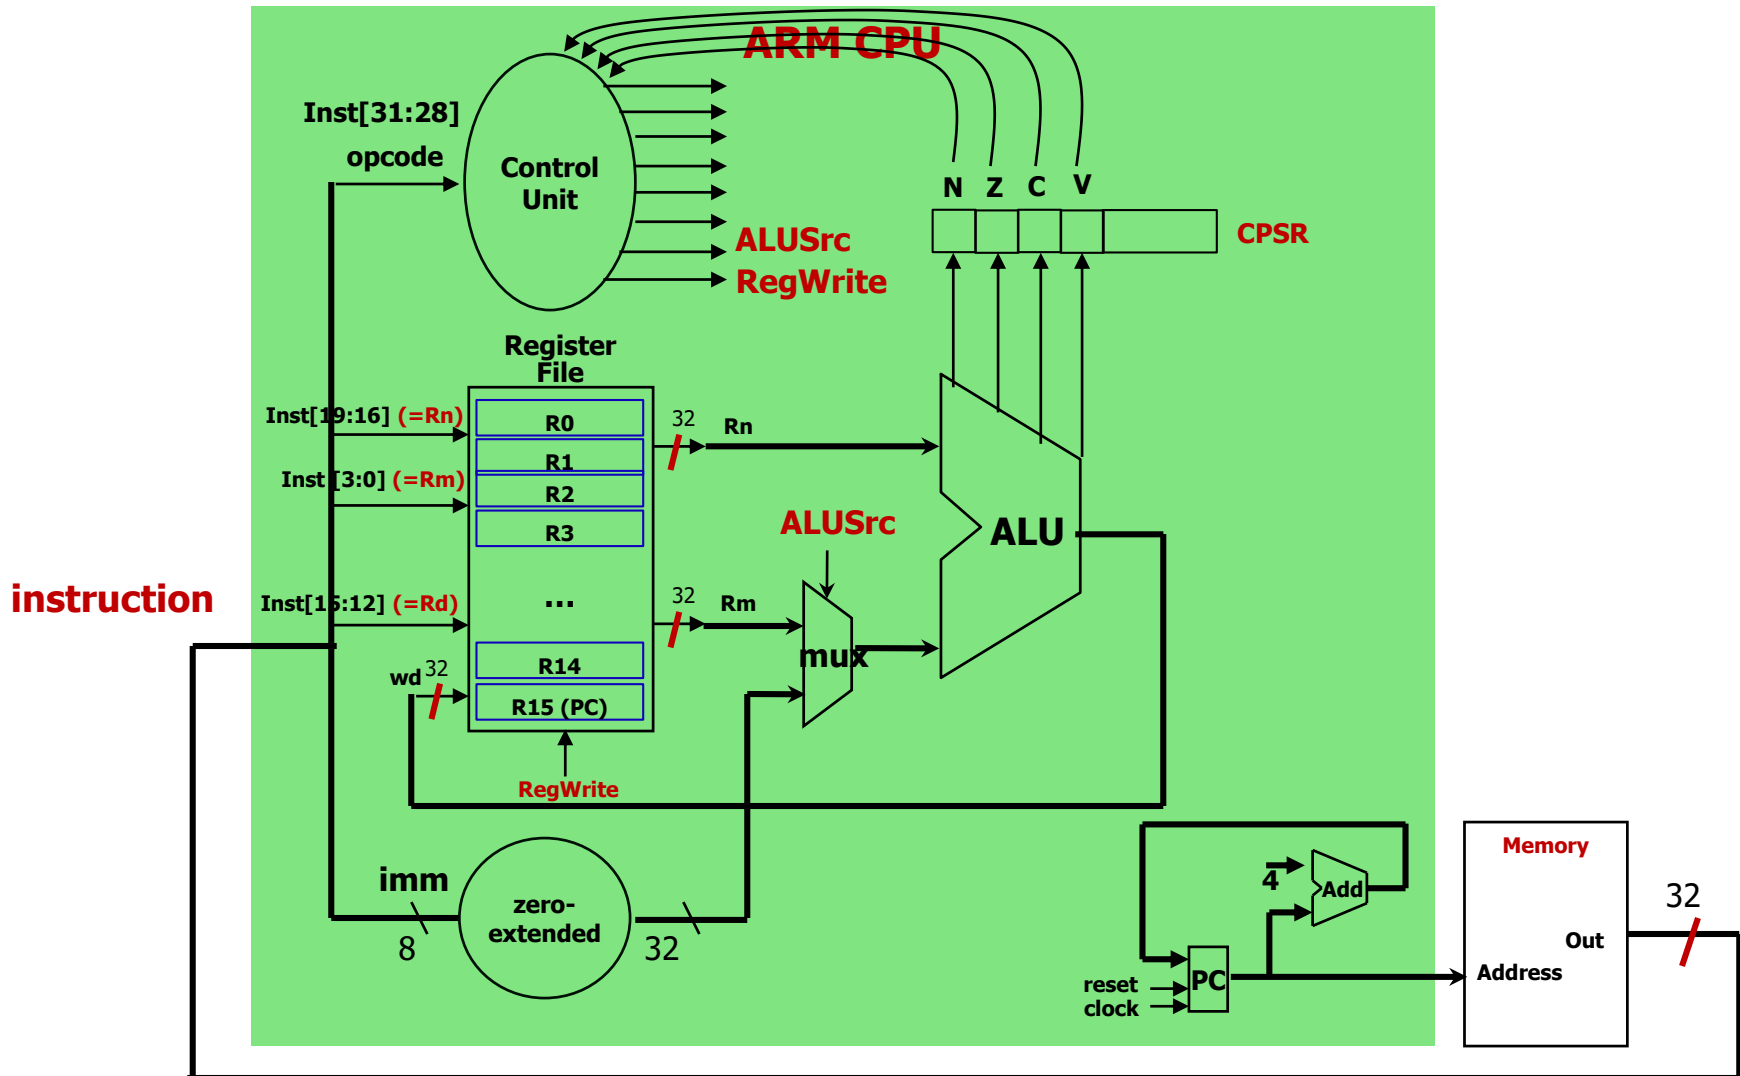 ARM CPU
Inst[31:28]
opcode
Control
Unit
N Z C V
CPSR
ALUSrc
RegWrite
Register
File
Inst[19:16] (=Rn)
R0
32
Rn
R1
Inst [3:0] (=Rm)
R2
R3
ALUSrc
ALU
instruction
Inst[15:12] (=Rd)
...
32
Rm
mux
R14
wd
32
R15 (PC)
RegWrite
imm
8
zero-
extended
32
4
Add
PC
reset
clock
Memory
Out
Address
32